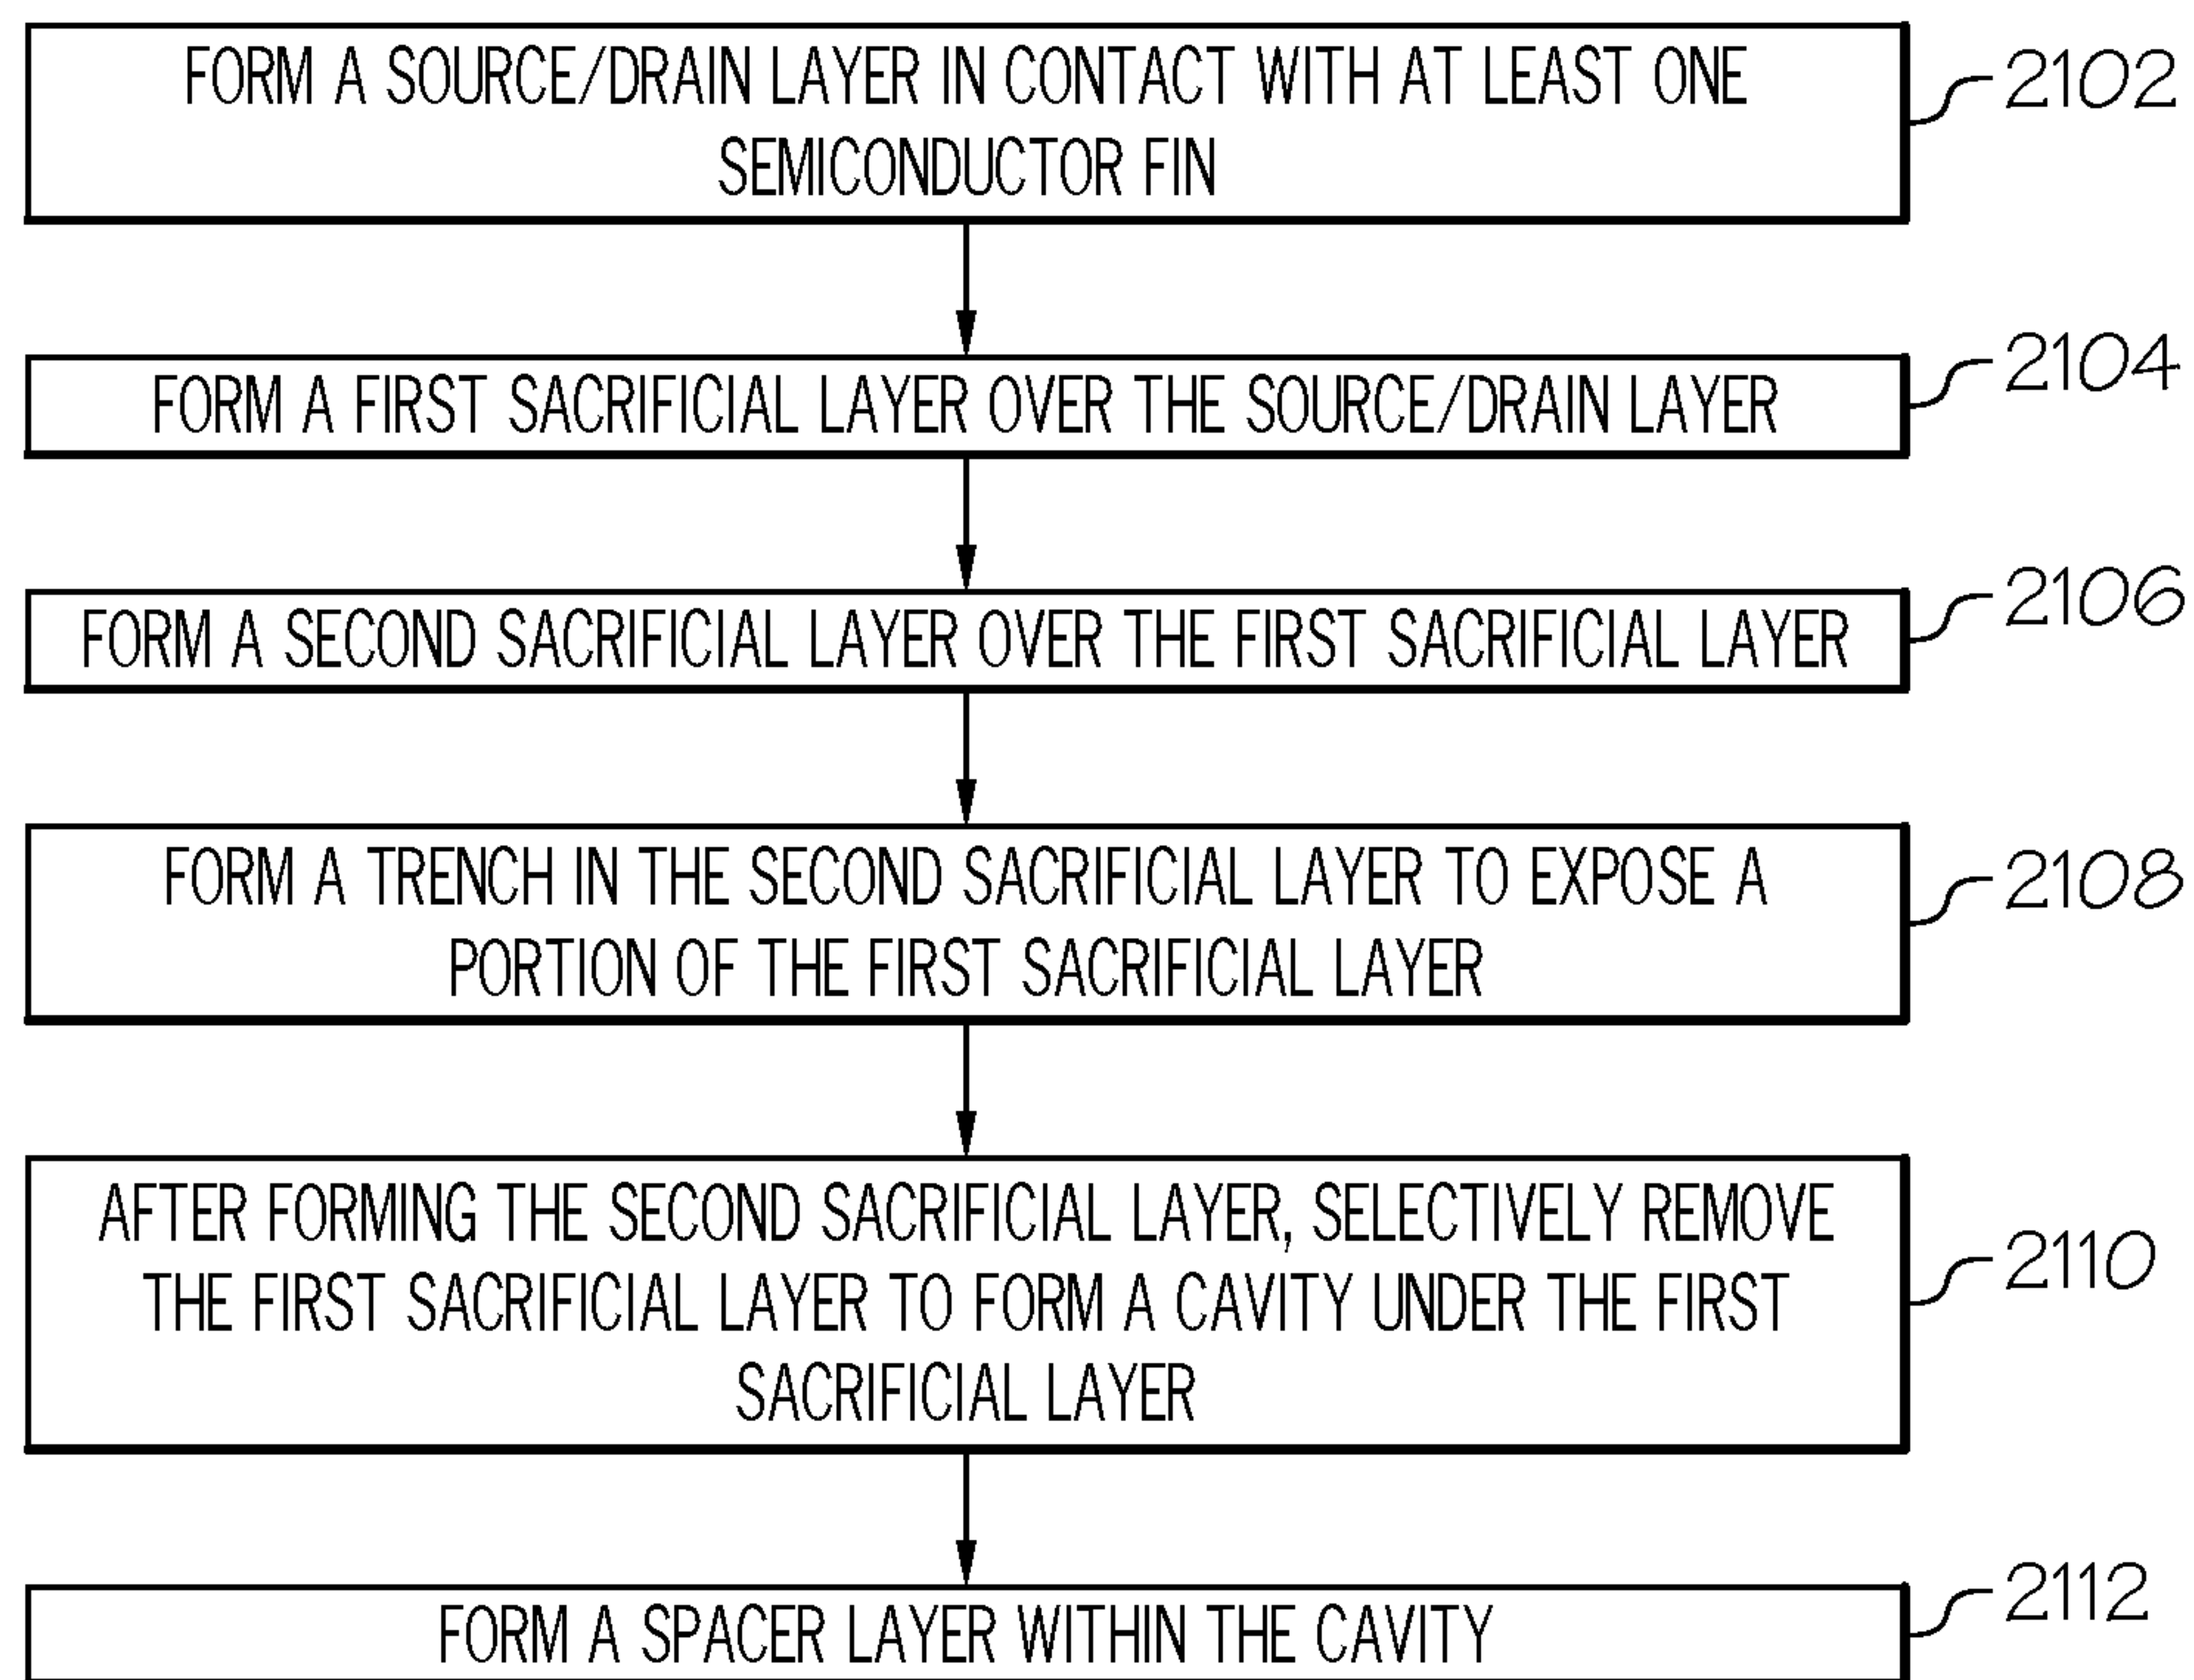 FORM A SOURCE/DRAIN LAYER IN CONTACT WITH AT LEAST ONE
SEMICONDUCTOR FIN
2102
FORM A FIRST SACRIFICIAL LAYER OVER THE SOURCE/DRAIN LAYER
2104
FORM A SECOND SACRIFICIAL LAYER OVER THE FIRST SACRIFICIAL LAYER
2106
FORM A TRENCH IN THE SECOND SACRIFICIAL LAYER TO EXPOSE A
PORTION OF THE FIRST SACRIFICIAL LAYER
2108
AFTER FORMING THE SECOND SACRIFICIAL LAYER, SELECTIVELY REMOVE
THE FIRST SACRIFICIAL LAYER TO FORM A CAVITY UNDER THE FIRST
SACRIFICIAL LAYER
2110
FORM A SPACER LAYER WITHIN THE CAVITY
2112